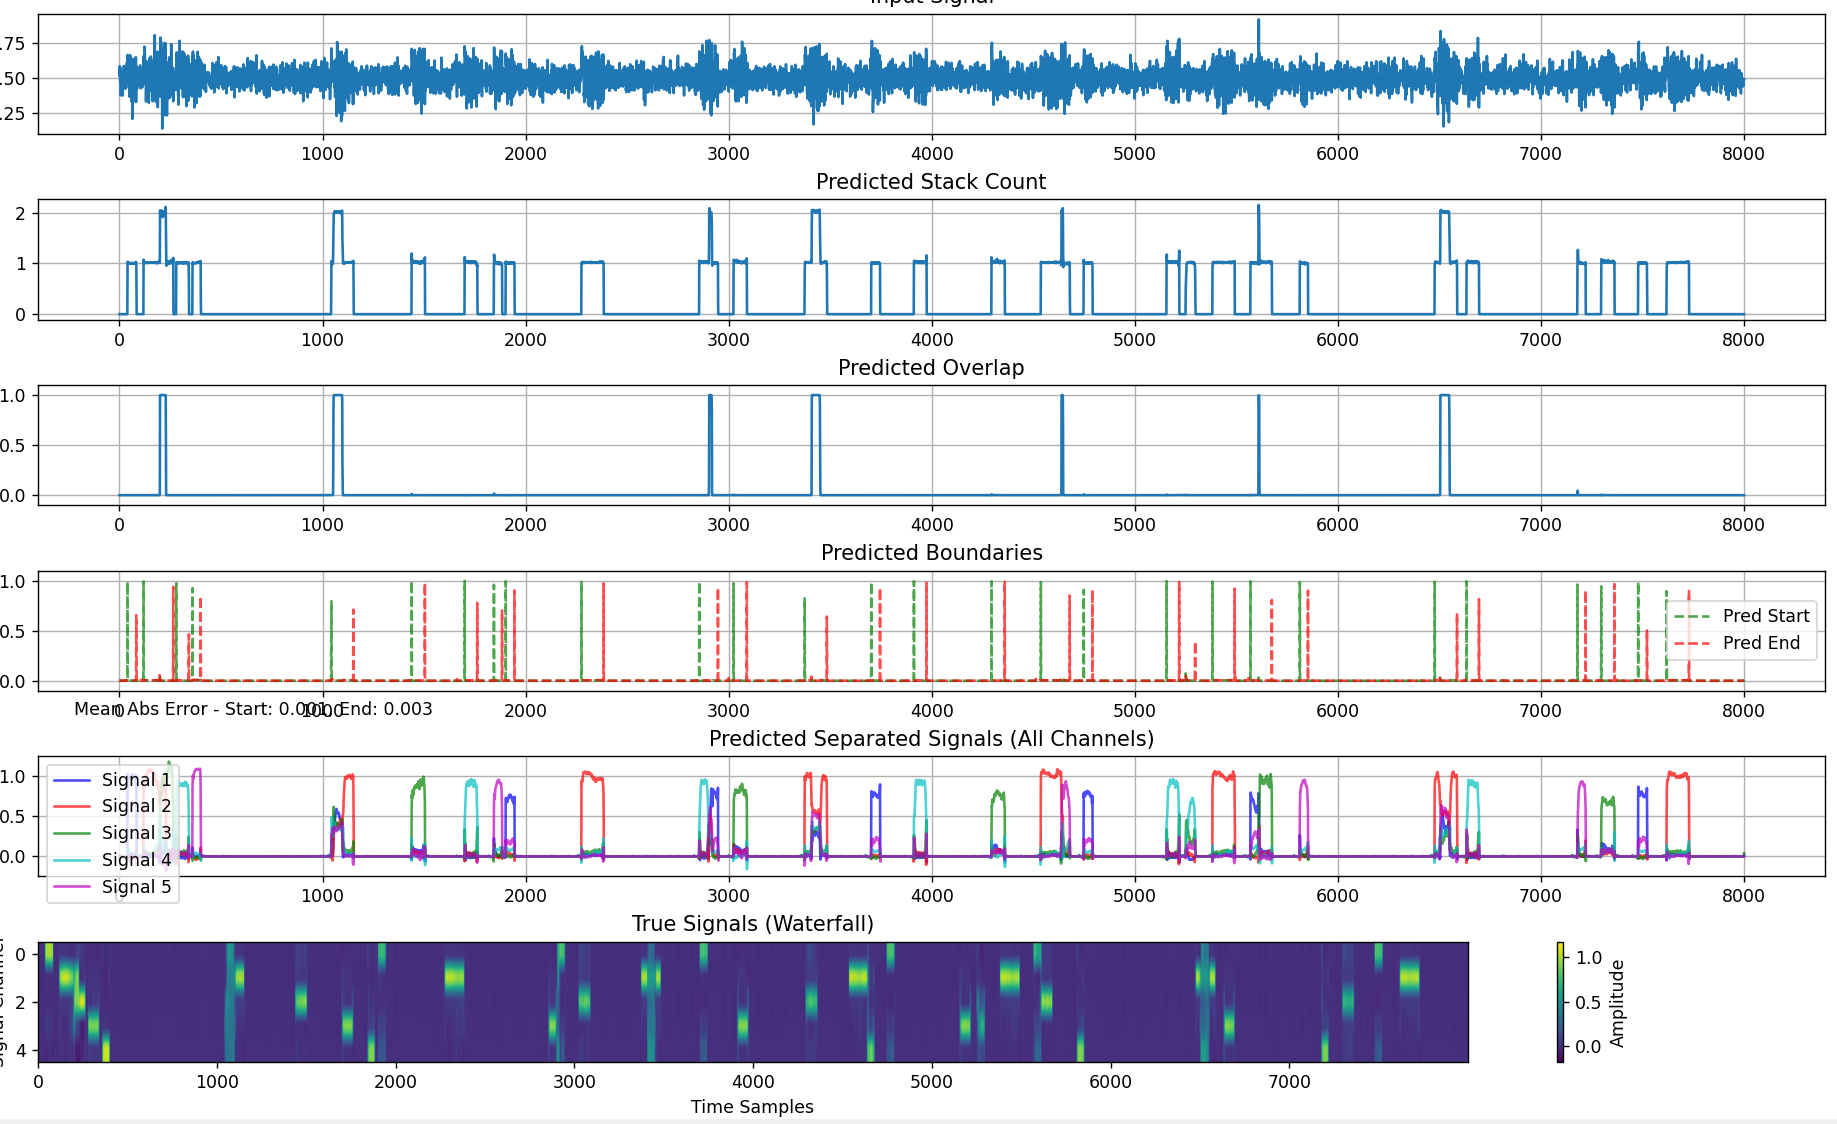 Input Signal
.75
.50
.25
0 1000 2000 3000 4000 5000 6000 7000 8000
Predicted Stack Count
2
1
0
0 1000 2000 3000 4000 5000 6000 7000 8000
Predicted Overlap
1.0
0.5
0.0
0 1000 2000 3000 4000 5000 6000 7000 8000
Predicted Boundaries
1.0
0.5
0.0
Pred Start
Pred End
0 1000 2000 3000 4000 5000 6000 7000 8000
Mean Abs Error - Start: 0.001, End: 0.003
Predicted Separated Signals (All Channels)
1.0
0.5
0.0
Signal 1
Signal 2
Signal 3
Signal 4
Signal 5
0 1000 2000 3000 4000 5000 6000 7000 8000
True Signals (Waterfall)
Signal Channel
0
2
4
0 1000 2000 3000 4000 5000 6000 7000
Time Samples
1.0
0.5
0.0
Amplitude